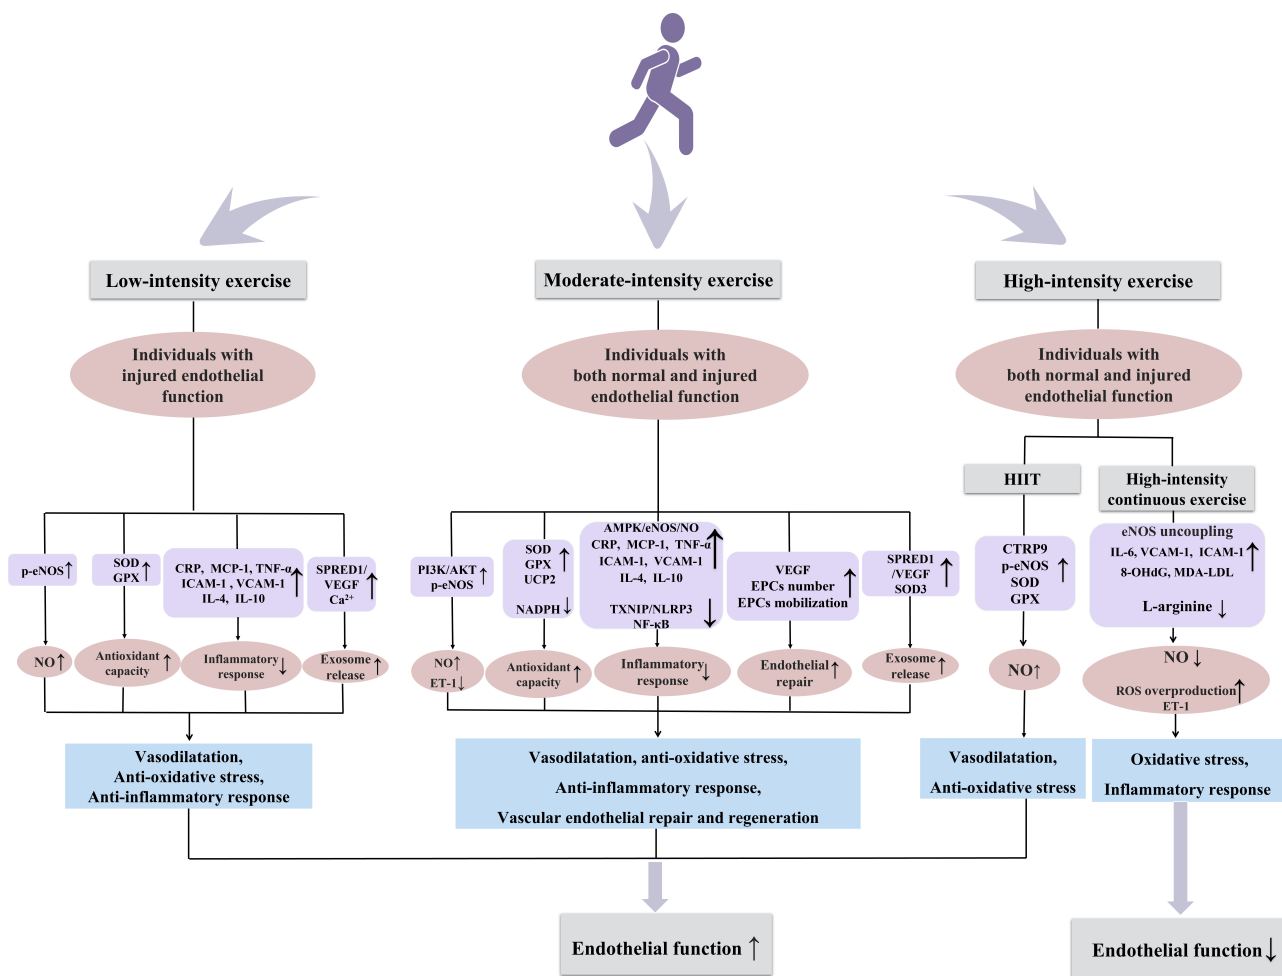 Low-intensity exercise
Individuals with
injured endothelial
function
p-eNOS↑
SOD
GPX ↑
CRP, MCP-1, TNF-α
ICAM-1 , VCAM-1 ↑
IL-4, IL-10
SPRED1/
VEGF ↑
Ca²⁺
NO↑
Antioxidant
capacity ↑
Inflammatory
response ↓
Exosome
release ↑
Vasodilatation,
Anti-oxidative stress,
Anti-inflammatory response
Moderate-intensity exercise
Individuals with
both normal and injured
endothelial function
PI3K/AKT
p-eNOS ↑
SOD
GPX ↑
UCP2
NADPH ↓
AMPK/eNOS/NO
CRP, MCP-1, TNF-α ↑
ICAM-1, VCAM-1
IL-4, IL-10
TXNIP/NLRP3
NF-κB ↓
VEGF
EPCs number ↑
EPCs mobilization
SPRED1
/VEGF ↑
SOD3
NO↑
ET-1↓
Antioxidant
capacity ↑
Inflammatory
response ↓
Endothelial
repair ↑
Exosome
release ↑
Vasodilatation, anti-oxidative stress,
Anti-inflammatory response,
Vascular endothelial repair and regeneration
High-intensity exercise
Individuals with
both normal and injured
endothelial function
HIIT
CTRP9
p-eNOS ↑
SOD
GPX
NO↑
Vasodilatation,
Anti-oxidative stress
High-intensity
continuous exercise
eNOS uncoupling
IL-6, VCAM-1, ICAM-1 ↑
8-OHdG, MDA-LDL
L-arginine ↓
NO ↓
ROS overproduction ↑
ET-1
Oxidative stress,
Inflammatory response
Endothelial function ↑
Endothelial function ↓